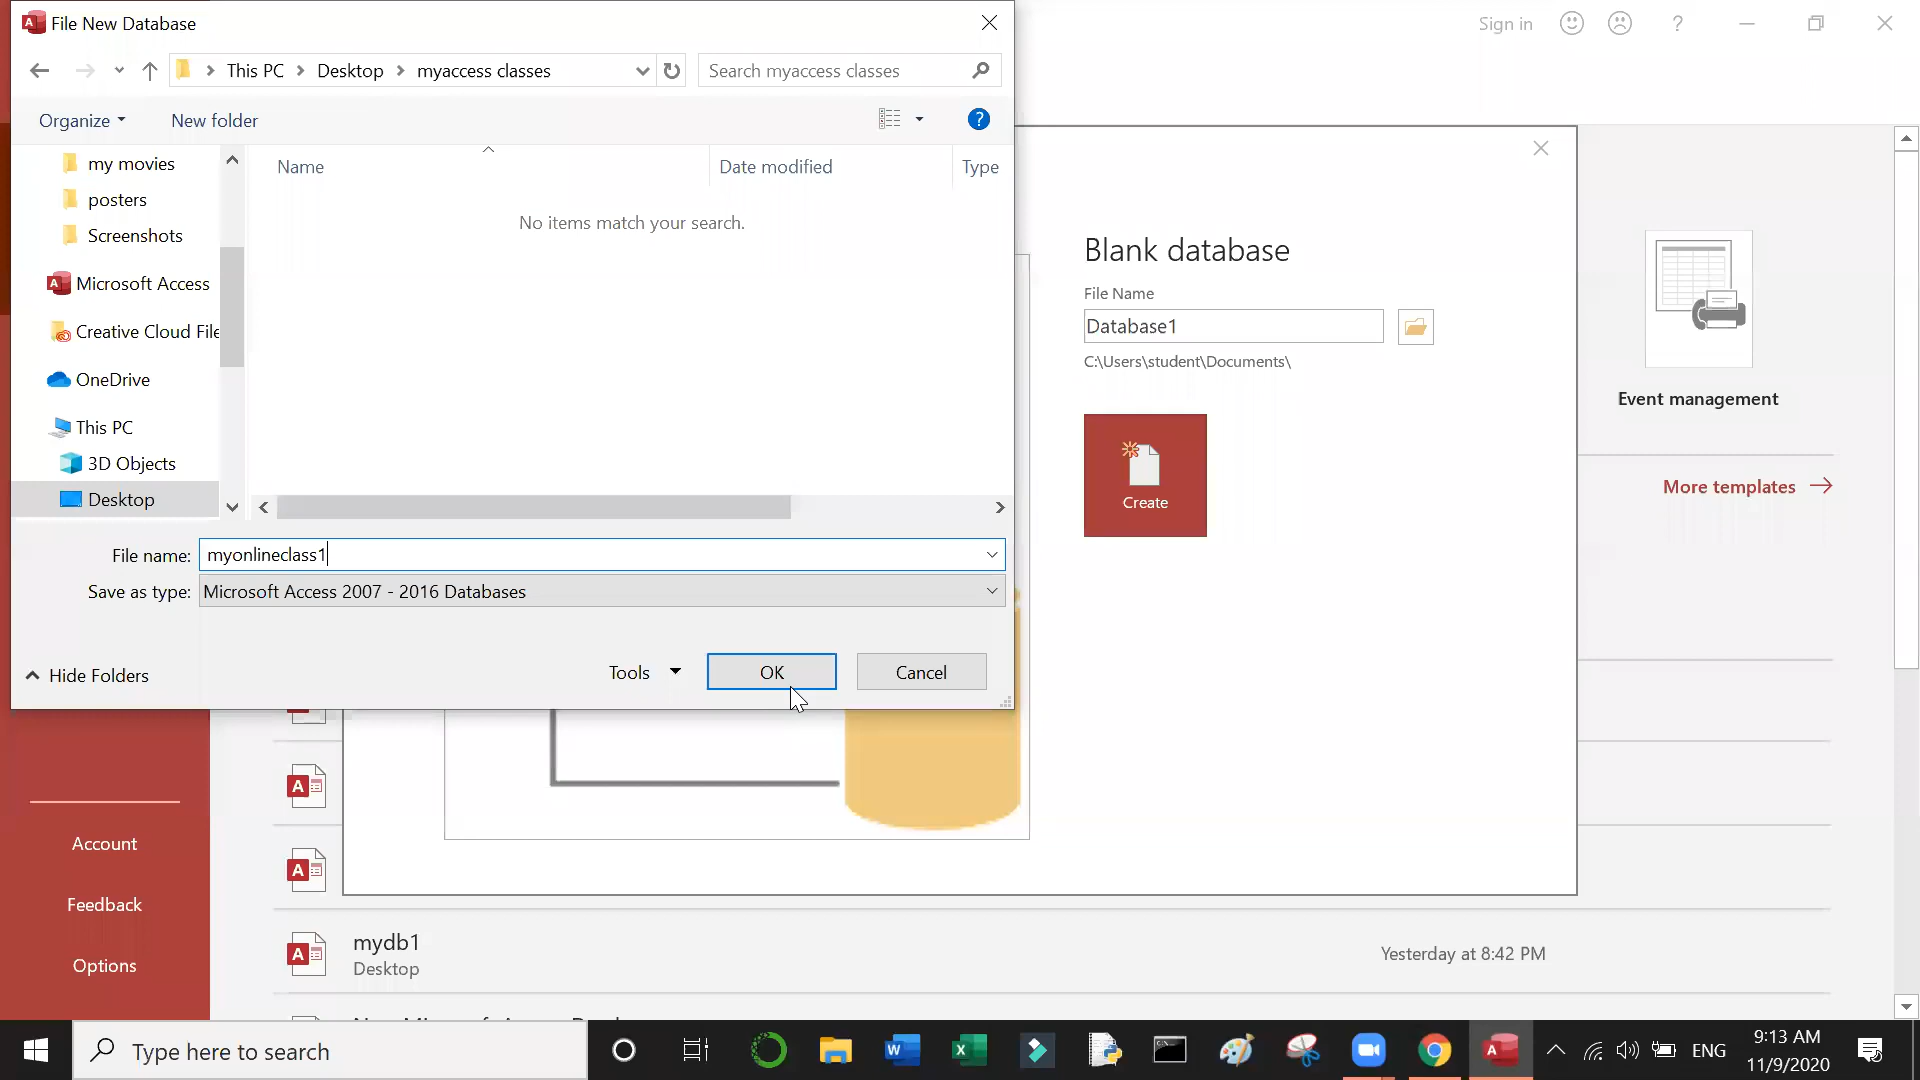 File New Database
This PC > Desktop > myaccess classes
Search myaccess classes
Organize
New folder
my movies
posters
Screenshots
Microsoft Access
Creative Cloud File
OneDrive
This PC
3D Objects
Desktop
Name
Date modified
Type
No items match your search.
File name: myonlineclass1
Save as type: Microsoft Access 2007 - 2016 Databases
Hide Folders
Tools
OK
Cancel
Sign in
?
Blank database
File Name
Database1
C:\Users\student\Documents\
Create
Event management
More templates
Account
Feedback
Options
mydb1
Desktop
Yesterday at 8:42 PM
Type here to search
ENG
9:13 AM
11/9/2020